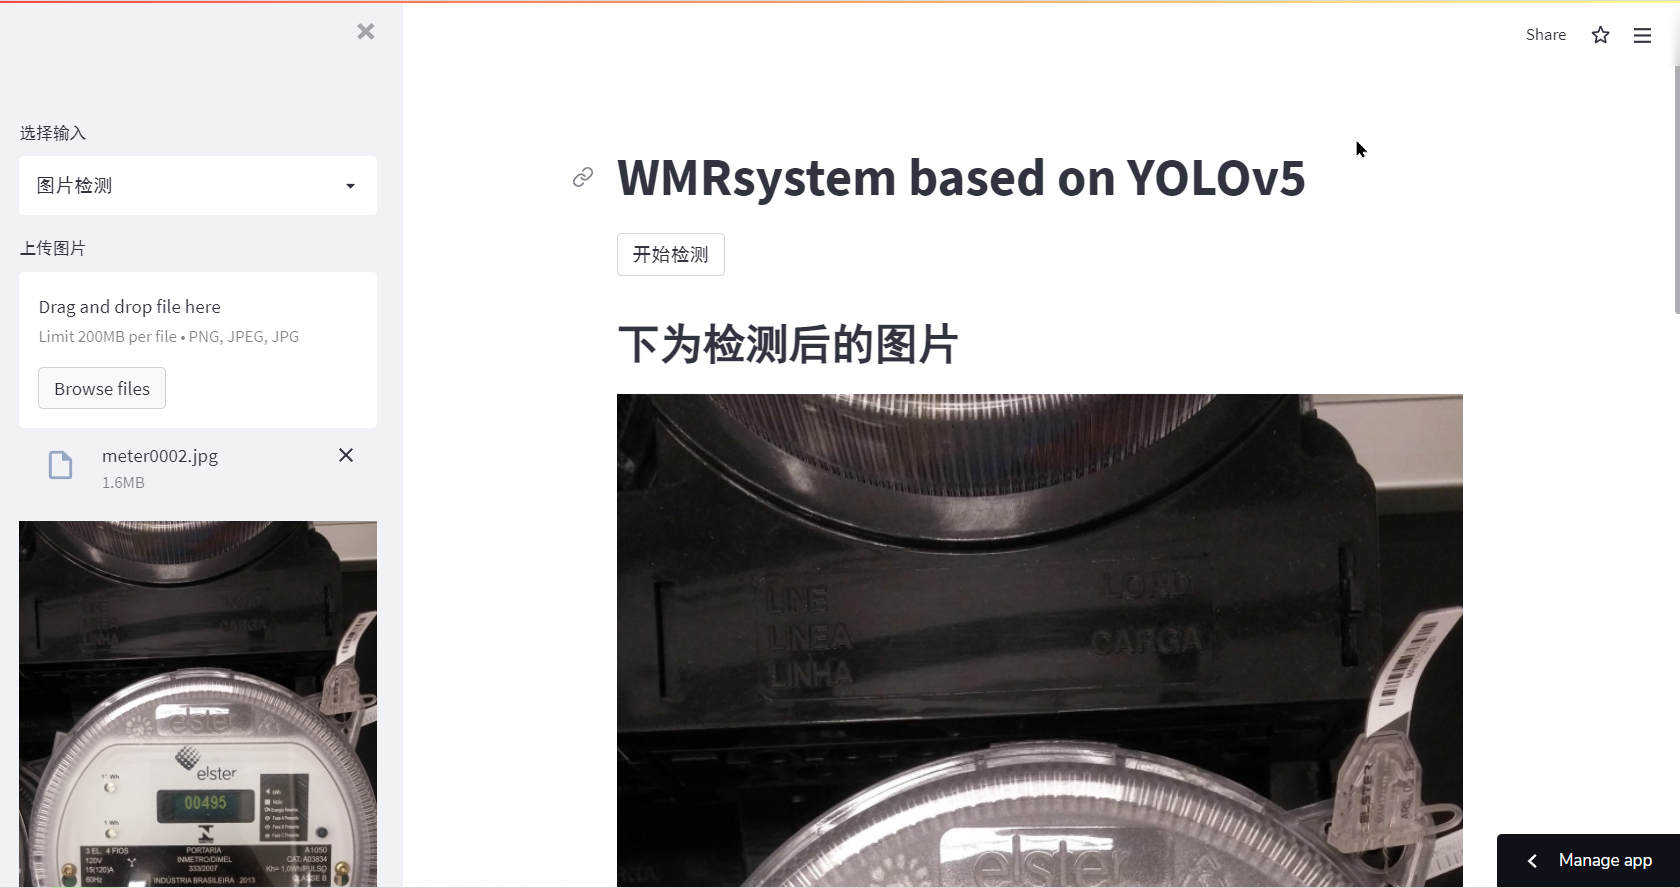 选择输入
图片检测
上传图片
Drag and drop file here
Limit 200MB per file • PNG, JPEG, JPG
Browse files
meter0002.jpg
1.6MB
LINE
LINEA
LINHA
LOAD
CARGA
elster
elster
1 Wh
00495
1 Wh
3 EL. 4 FIOS
120V
15(120)A
60Hz
PORTARIA
INMETRO/DIMEL
333/2007
INDÚSTRIA BRASILEIRA 2013
A1050
CAT. A03834
Kh= 1,0Wh/PULSO
CLASSE B
Share
WMRsystem based on YOLOv5
开始检测
下为检测后的图片
LINE
LINEA
LINHA
LOAD
CARGA
ELSTER
elster
Manage app